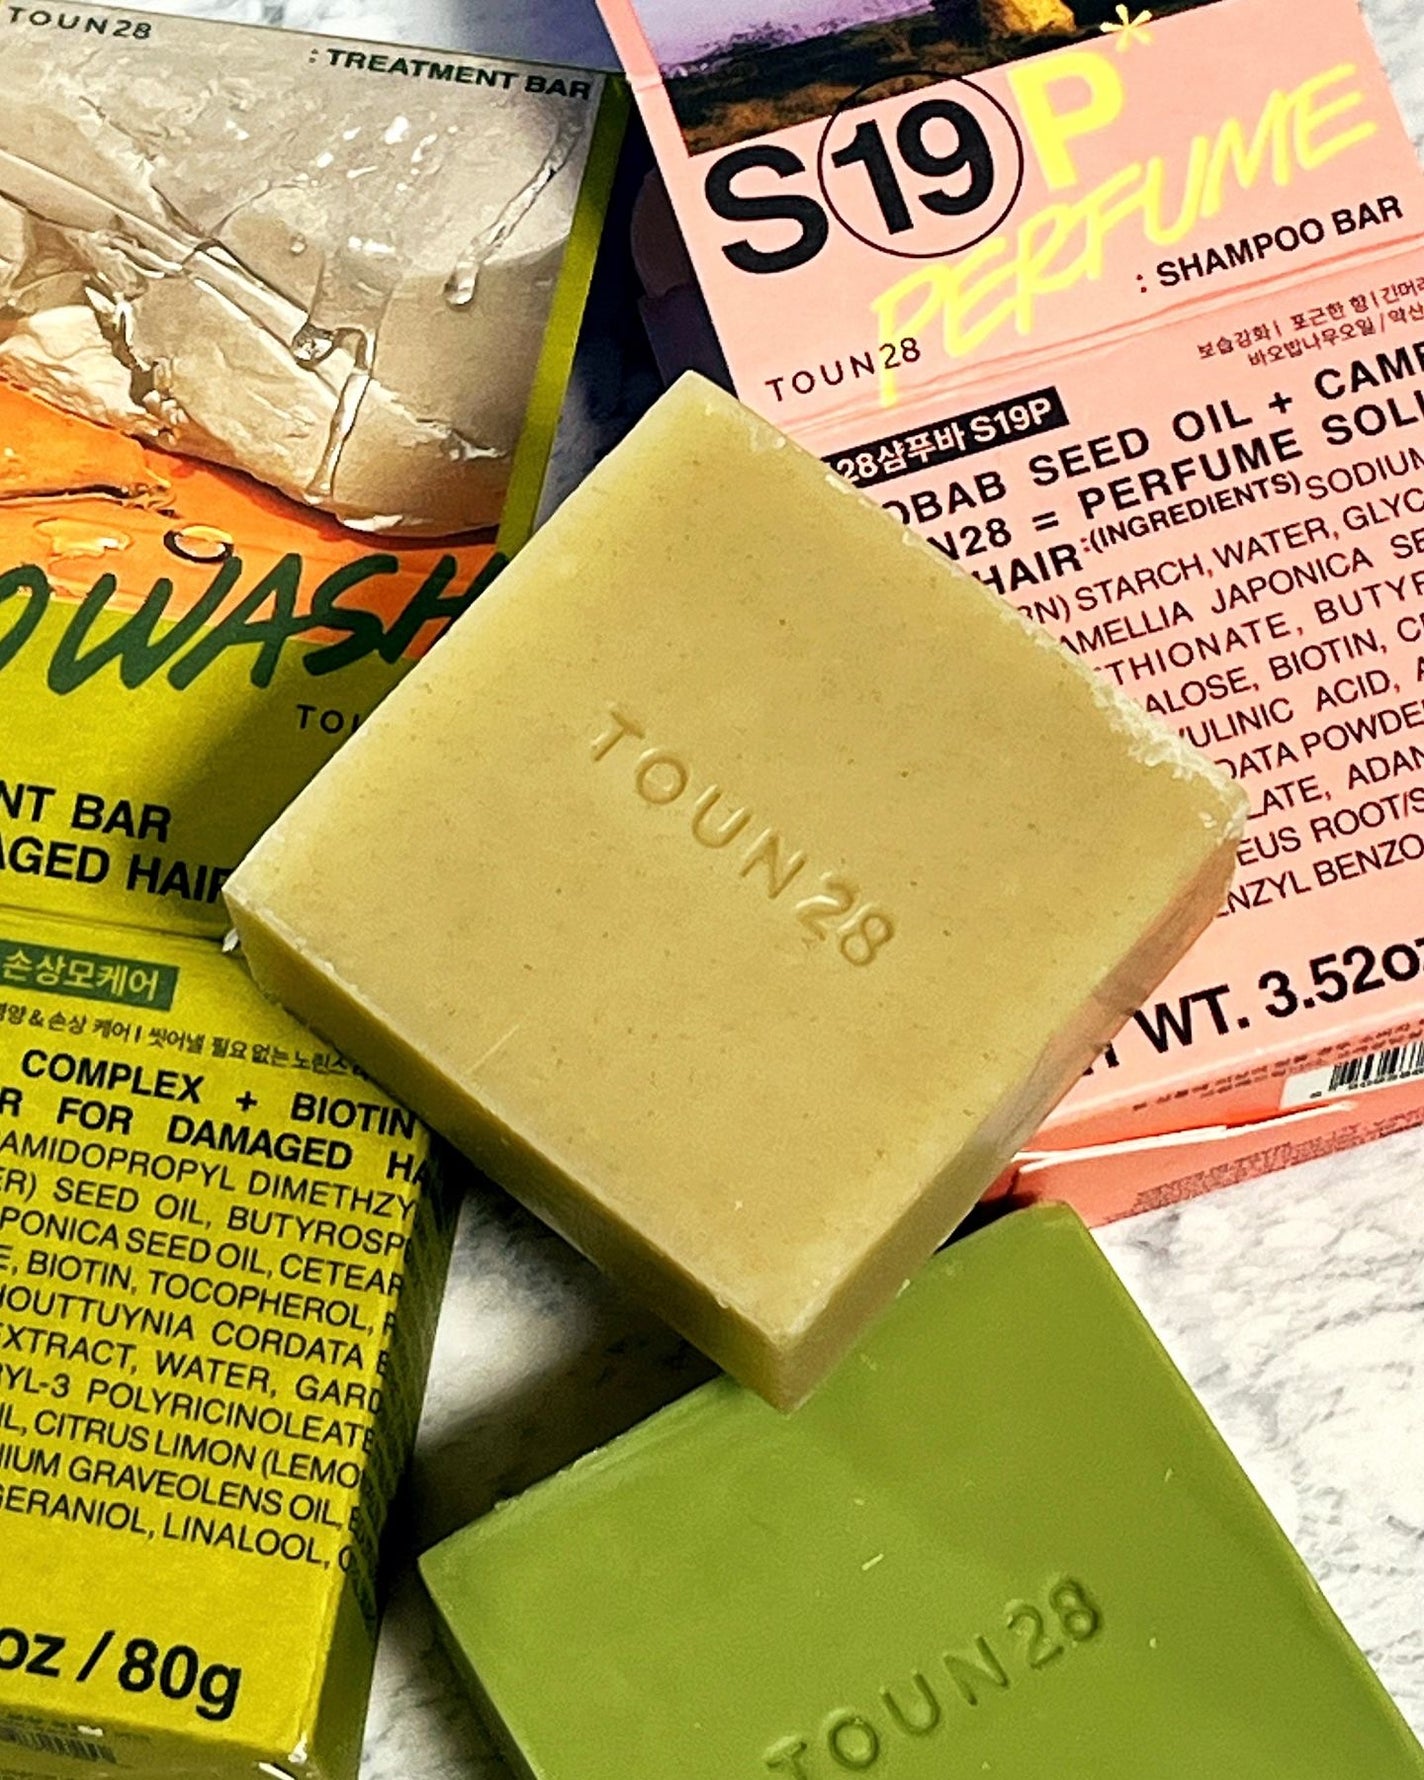 TOUN28
: TREATMENT BAR
OWASH
NT BAR
AGED HAIR
손상모케어
영양 & 손상 케어 I 씻어낼 필요 없는 노린스
COMPLEX + BIOTIN
R FOR DAMAGED HA
AMIDOPROPYL DIMETHZY
ER) SEED OIL, BUTYROSP
PONICA SEED OIL, CETEAR
E, BIOTIN, TOCOPHEROL,
HOUTTUYNIA CORDATA E
EXTRACT, WATER, GARD
RYL-3 POLYRICINOLEATE
IL, CITRUS LIMON (LEMO
NIUM GRAVEOLENS OIL,
GERANIOL, LINALOOL,
oz / 80g
S19P*
PERFUME
: SHAMPOO BAR
TOUN28
보습강화 I 포근한 향 I 긴머리
바오밥나무오일 / 약산
28샴푸바 S19P
OBAB SEED OIL + CAME
N28 = PERFUME SOLI
HAIR:(INGREDIENTS) SODIUM
RN) STARCH, WATER, GLYC
AMELLIA JAPONICA SE
THIONATE, BUTYR
ALOSE, BIOTIN, CE
ULINIC ACID, A
DATA POWDE
LATE, ADAN
EUS ROOT/S
ENZYL BENZO
WT. 3.52oz
TOUN28
TOUN28